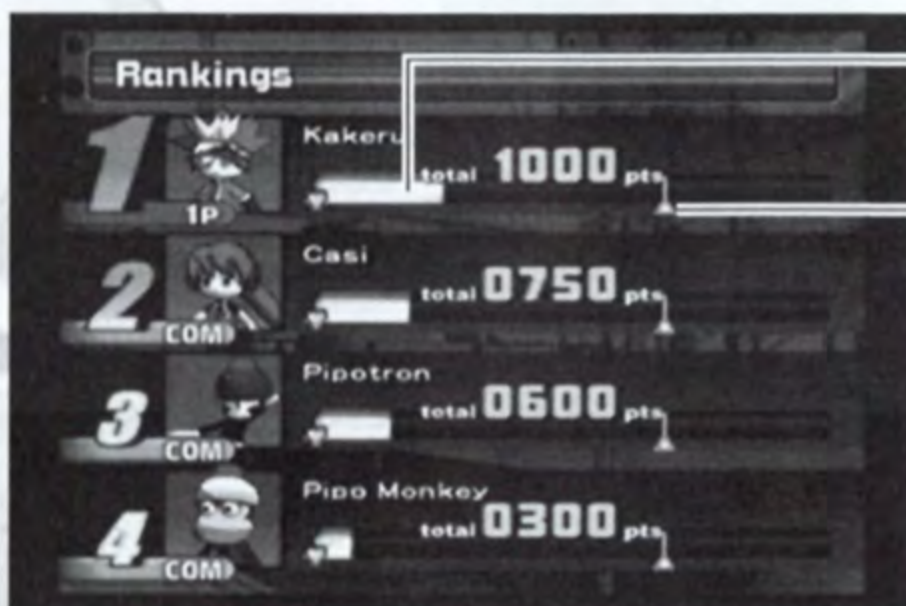 Rankings
1 Kakeru
total 1000 pts
1P
2 Casi
total 0750 pts
COM
3 Pipotron
total 0600 pts
COM
4 Pipo Monkey
total 0300 pts
COM